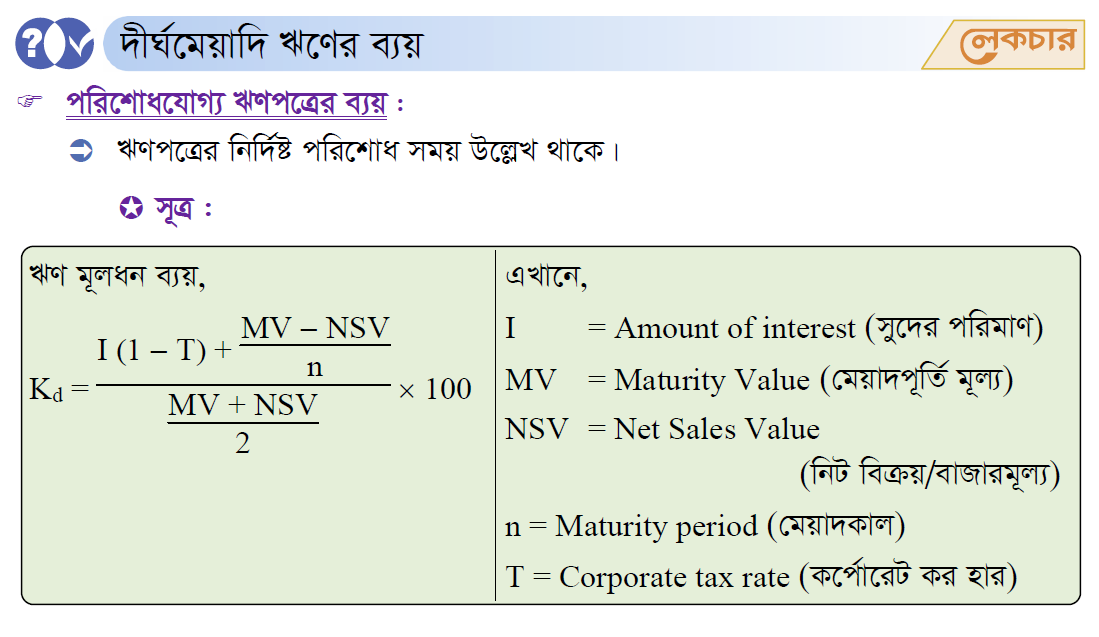 দীর্ঘমেয়াদি ঋণের ব্যয়
লেকচার
পরিশোধযোগ্য ঋণপত্রের ব্যয় :
ঋণপত্রের নির্দিষ্ট পরিশোধ সময় উল্লেখ থাকে।
সূত্র :
ঋণ মূলধন ব্যয়,
K_d = (I (1 – T) + (MV – NSV)/n) / ((MV + NSV)/2) × 100
এখানে,
I = Amount of interest (সুদের পরিমাণ)
MV = Maturity Value (মেয়াদপূর্তি মূল্য)
NSV = Net Sales Value
(নিট বিক্রয়/বাজারমূল্য)
n = Maturity period (মেয়াদকাল)
T = Corporate tax rate (কর্পোরেট কর হার)